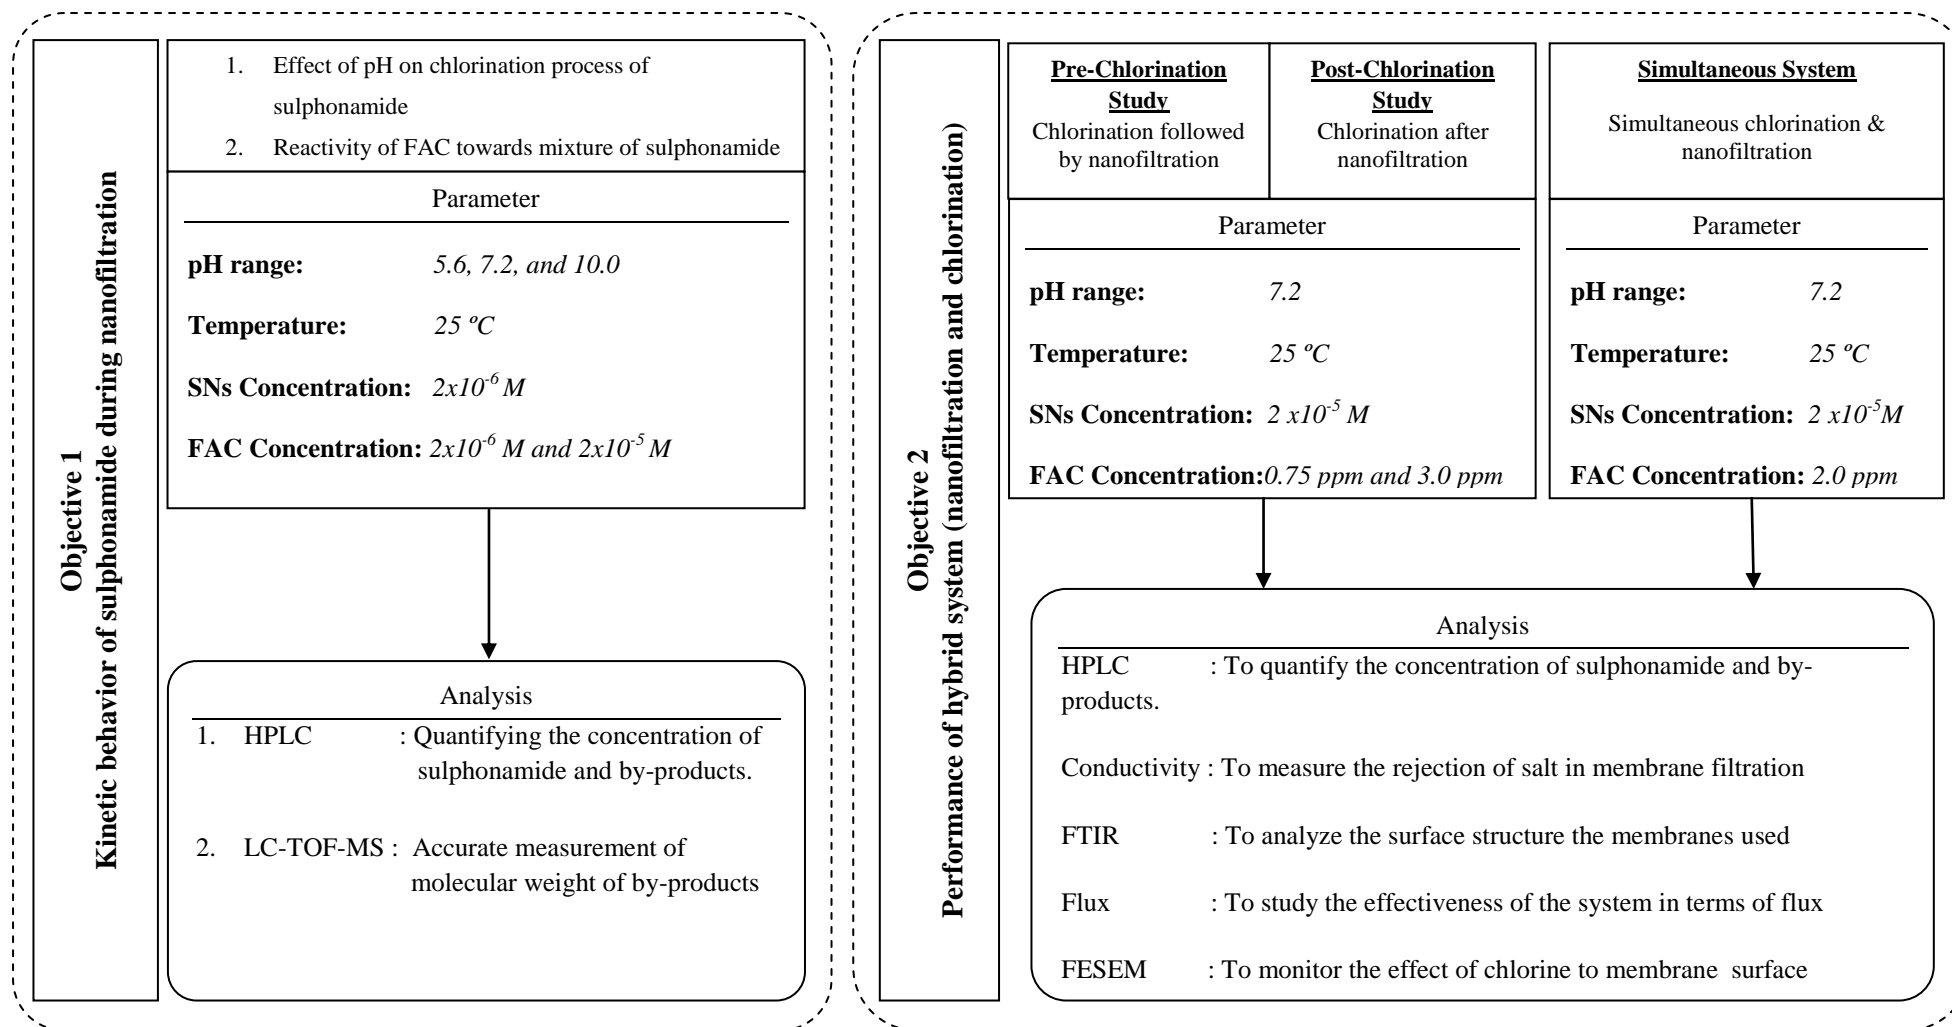 Objective 1
Kinetic behavior of sulphonamide during nanofiltration
1. Effect of pH on chlorination process of
sulphonamide
2. Reactivity of FAC towards mixture of sulphonamide
Parameter
pH range: 5.6, 7.2, and 10.0
Temperature: 25 ºC
SNs Concentration: 2x10⁻⁶ M
FAC Concentration: 2x10⁻⁶ M and 2x10⁻⁵ M
Analysis
1. HPLC : Quantifying the concentration of
sulphonamide and by-products.
2. LC-TOF-MS : Accurate measurement of
molecular weight of by-products
Objective 2
Performance of hybrid system (nanofiltration and chlorination)
Pre-Chlorination
Study
Chlorination followed
by nanofiltration
Post-Chlorination
Study
Chlorination after
nanofiltration
Parameter
pH range: 7.2
Temperature: 25 ºC
SNs Concentration: 2 x10⁻⁵ M
FAC Concentration:0.75 ppm and 3.0 ppm
Simultaneous System
Simultaneous chlorination &
nanofiltration
Parameter
pH range: 7.2
Temperature: 25 ºC
SNs Concentration: 2 x10⁻⁵M
FAC Concentration: 2.0 ppm
Analysis
HPLC : To quantify the concentration of sulphonamide and by-
products.
Conductivity : To measure the rejection of salt in membrane filtration
FTIR : To analyze the surface structure the membranes used
Flux : To study the effectiveness of the system in terms of flux
FESEM : To monitor the effect of chlorine to membrane surface